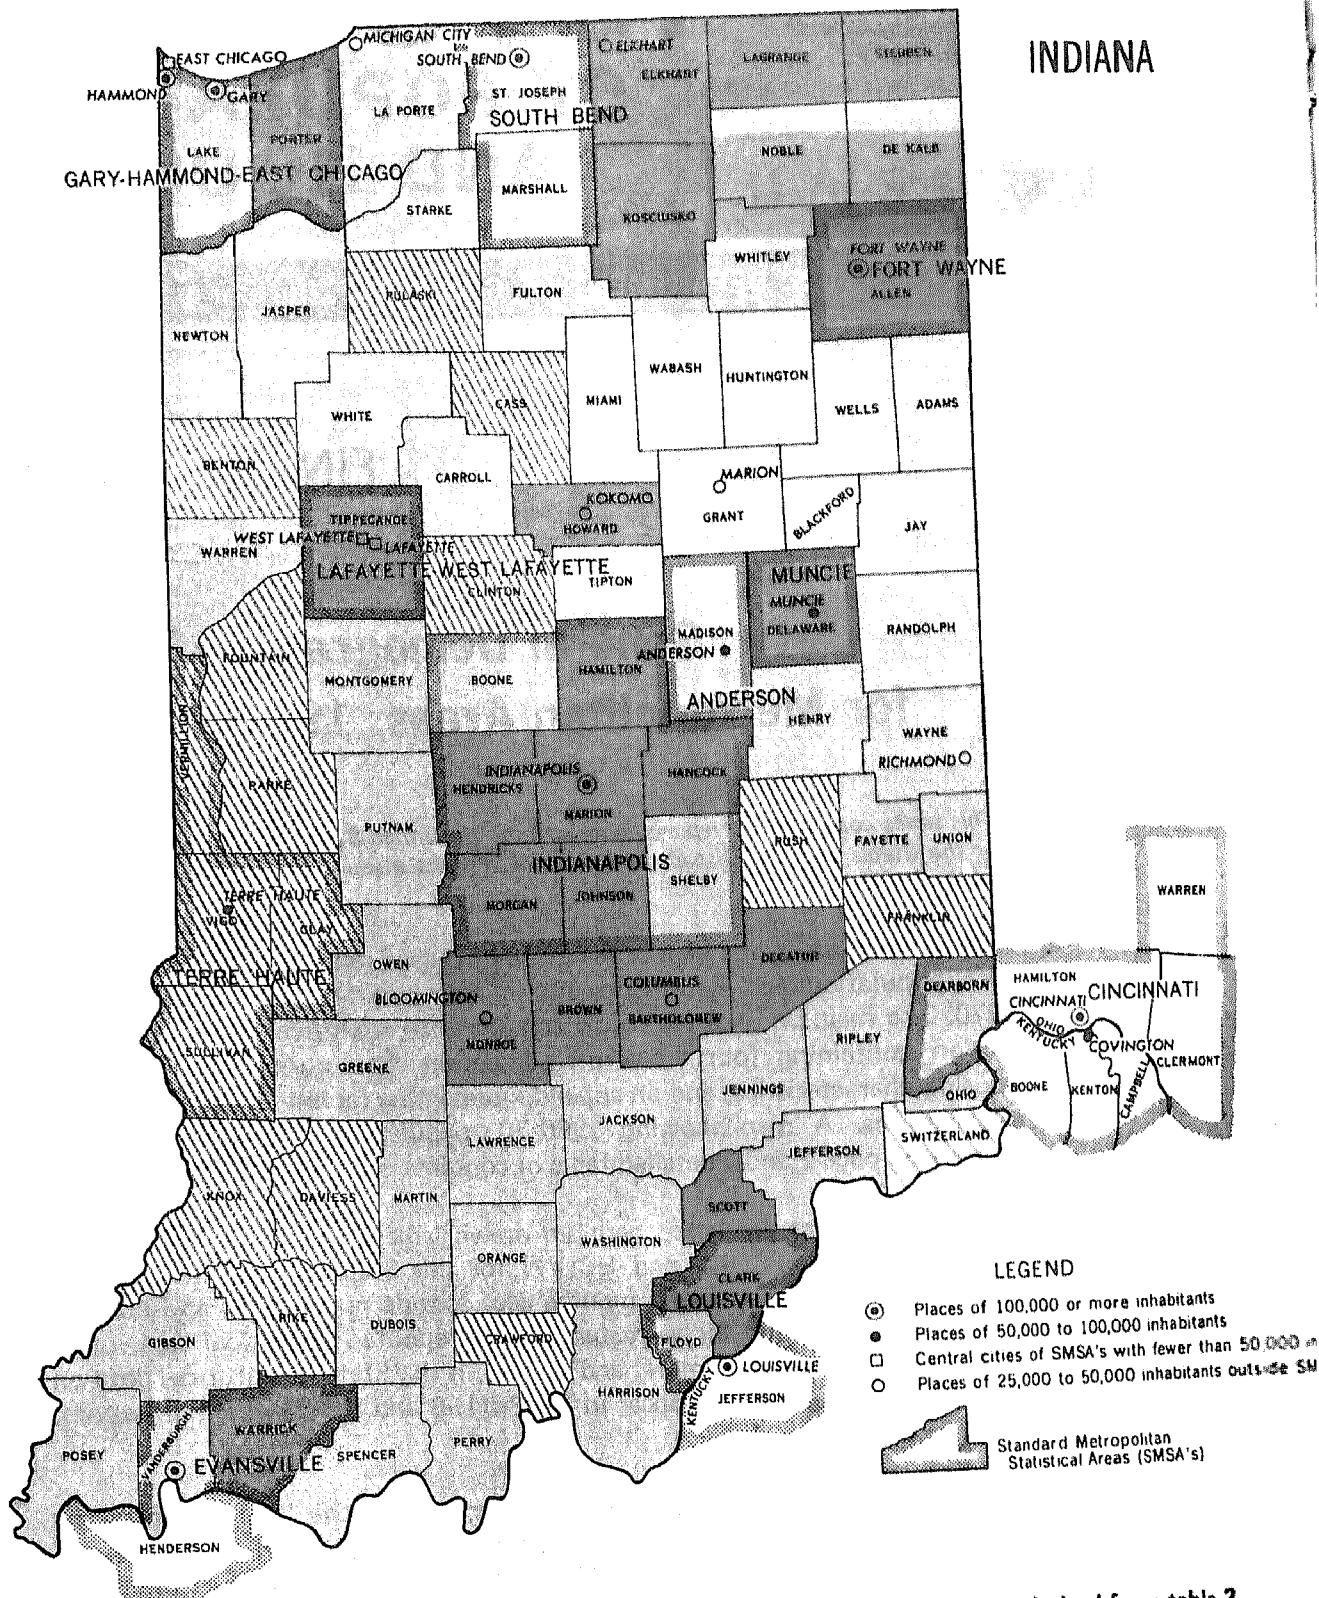 INDIANA
MICHIGAN CITY
EAST CHICAGO
SOUTH BEND
ELKHART
ELKHART
LAGRANGE
STEUBEN
HAMMOND
GARY
LA PORTE
ST. JOSEPH
SOUTH BEND
PORTER
LAKE
NOBLE
DE KALB
GARY-HAMMOND-EAST CHICAGO
MARSHALL
STARKE
KOSCIUSKO
WHITLEY
FORT WAYNE
FORT WAYNE
ALLEN
PULASKI
FULTON
JASPER
NEWTON
WABASH
HUNTINGTON
MIAMI
CASS
WHITE
WELLS
ADAMS
BENTON
CARROLL
MARION
KOKOMO
HOWARD
GRANT
BLACKFORD
JAY
TIPPECANOE
WEST LAFAYETTE
LAFAYETTE
WARREN
LAFAYETTE-WEST LAFAYETTE
CLINTON
TIPTON
MUNCIE
MUNCIE
DELAWARE
RANDOLPH
MADISON
ANDERSON
FOUNTAIN
MONTGOMERY
BOONE
HAMILTON
ANDERSON
HENRY
WAYNE
RICHMOND
VERMILLION
PARKE
INDIANAPOLIS
HENDRICKS
MARION
HANCOCK
PUTNAM
RUSH
FAYETTE
UNION
INDIANAPOLIS
SHELBY
WARREN
TERRE HAUTE
VIGO
CLAY
MORGAN
JOHNSON
FRANKLIN
OWEN
DECATUR
TERRE HAUTE
BLOOMINGTON
BROWN
COLUMBUS
BARTHOLOMEW
DEARBORN
HAMILTON
CINCINNATI
CINCINNATI
OHIO
KENTUCKY
COVINGTON
SULLIVAN
GREENE
MONROE
RIPLEY
CLERMONT
BOONE
KENTON
CAMPBELL
JENNINGS
OHIO
JACKSON
LAWRENCE
SWITZERLAND
JEFFERSON
KNOX
DAVIESS
MARTIN
SCOTT
WASHINGTON
ORANGE
CLARK
LOUISVILLE
PIKE
DUBOIS
CRAWFORD
FLOYD
GIBSON
LOUISVILLE
KENTUCKY
JEFFERSON
HARRISON
WARRICK
VANDERBURGH
POSEY
EVANSVILLE
SPENCER
PERRY
HENDERSON
LEGEND
Places of 100,000 or more inhabitants
Places of 50,000 to 100,000 inhabitants
Central cities of SMSA's with fewer than 50,000
Places of 25,000 to 50,000 inhabitants outside
Standard Metropolitan
Statistical Areas (SMSA's)
table 2